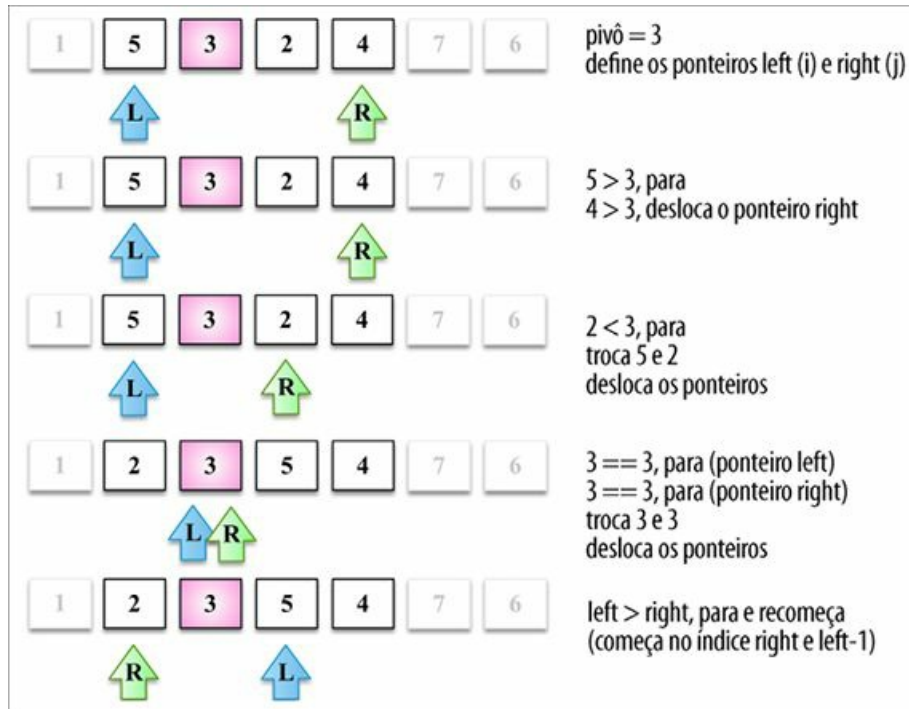 1 5 3 2 4 7 6
pivô = 3
define os ponteiros left (i) e right (j)
L R
1 5 3 2 4 7 6
5 > 3, para
4 > 3, desloca o ponteiro right
L R
1 5 3 2 4 7 6
2 < 3, para
troca 5 e 2
desloca os ponteiros
L R
1 2 3 5 4 7 6
3 == 3, para (ponteiro left)
3 == 3, para (ponteiro right)
troca 3 e 3
desloca os ponteiros
L R
1 2 3 5 4 7 6
left > right, para e recomeça
(começa no índice right e left-1)
R L